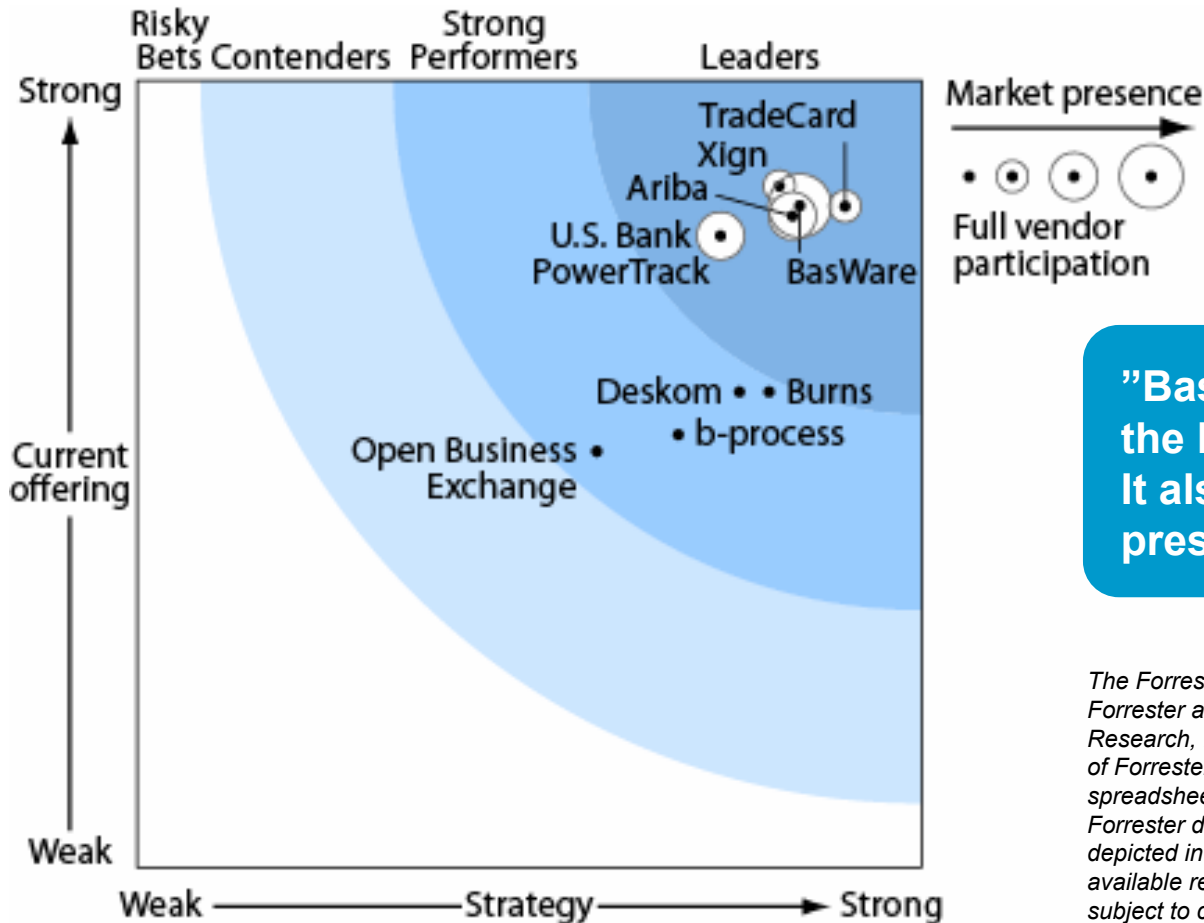 Risky
Bets
Contenders
Strong
Performers
Leaders
Strong
Market presence
TradeCard
Xign
Ariba
U.S. Bank
PowerTrack
BasWare
Full vendor
participation
Deskom
Burns
b-process
Open Business
Exchange
Current
offering
Weak
Weak
Strategy
Strong
”Bas
the
It als
pres
The Forres
Forrester a
Research,
of Forreste
spreadshee
Forrester d
depicted in
available re
subject to